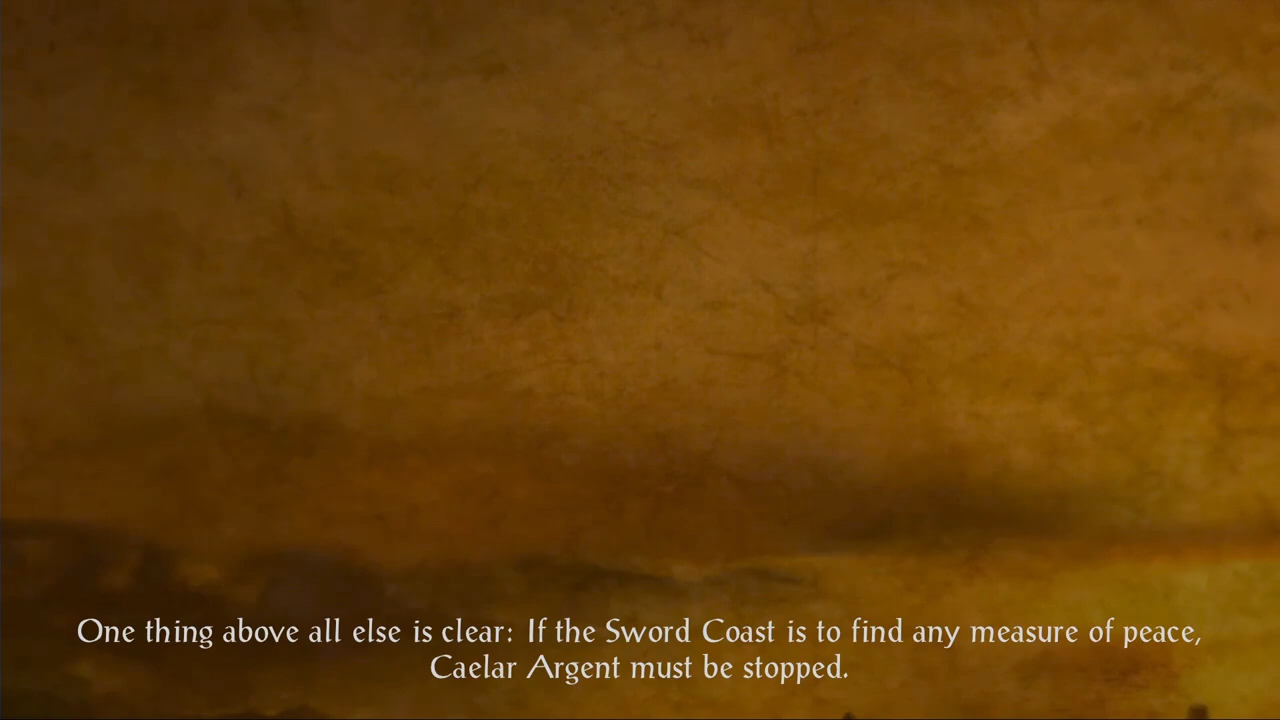 One thing above all else is clear: If the Sword Coast is to find any measure of peace,
Caelar Argent must be stopped.